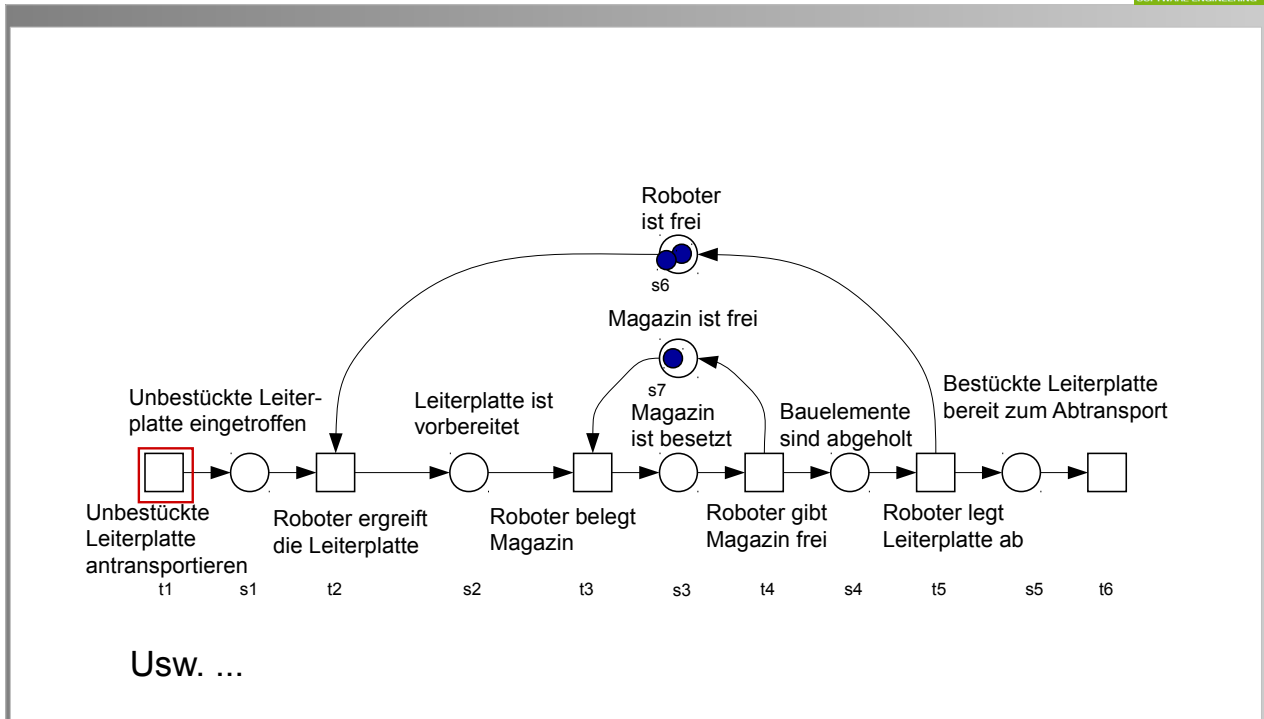 Roboter
ist frei
s6
Magazin ist frei
s7
Unbestückte Leiter-
platte eingetroffen
Leiterplatte ist
vorbereitet
Magazin
ist besetzt
Bauelemente
sind abgeholt
Bestückte Leiterplatte
bereit zum Abtransport
Unbestückte
Leiterplatte
antransportieren
Roboter ergreift
die Leiterplatte
Roboter belegt
Magazin
Roboter gibt
Magazin frei
Roboter legt
Leiterplatte ab
t1 s1 t2 s2 t3 s3 t4 s4 t5 s5 t6
Usw. ...